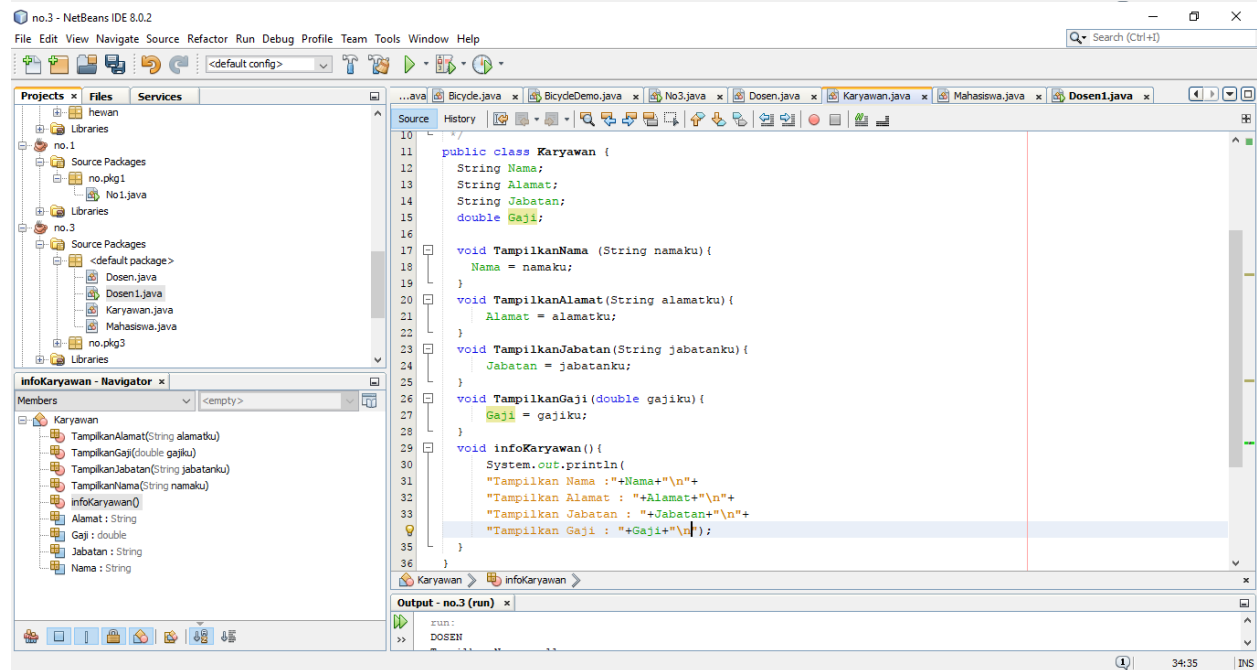 no.3 - NetBeans IDE 8.0.2
File Edit View Navigate Source Refactor Run Debug Profile Team Tools Window Help
Search (Ctrl+I)
<default config>
Projects x Files Services
hewan
Libraries
no.1
Source Packages
no.pkg1
No1.java
Libraries
no.3
Source Packages
<default package>
Dosen.java
Dosen1.java
Karyawan.java
Mahasiswa.java
no.pkg3
Libraries
infoKaryawan - Navigator x
Members <empty>
Karyawan
TampilkanAlamat(String alamatku)
TampilkanGaji(double gajiku)
TampilkanJabatan(String jabatanku)
TampilkanNama(String namaku)
infoKaryawan()
Alamat : String
Gaji : double
Jabatan : String
Nama : String
...ava Bicycle.java x BicycleDemo.java x No3.java x Dosen.java x Karyawan.java x Mahasiswa.java x Dosen1.java x
Source History
10 */
11 public class Karyawan {
12 String Nama;
13 String Alamat;
14 String Jabatan;
15 double Gaji;
16
17 void TampilkanNama (String namaku){
18 Nama = namaku;
19 }
20 void TampilkanAlamat(String alamatku){
21 Alamat = alamatku;
22 }
23 void TampilkanJabatan(String jabatanku){
24 Jabatan = jabatanku;
25 }
26 void TampilkanGaji(double gajiku){
27 Gaji = gajiku;
28 }
29 void infoKaryawan(){
30 System.out.println(
31 "Tampilkan Nama :"+Nama+"\n"+
32 "Tampilkan Alamat : "+Alamat+"\n"+
33 "Tampilkan Jabatan : "+Jabatan+"\n"+
"Tampilkan Gaji : "+Gaji+"\n");
35 }
36 }
Karyawan infoKaryawan
Output - no.3 (run) x
run:
DOSEN
34:35 INS